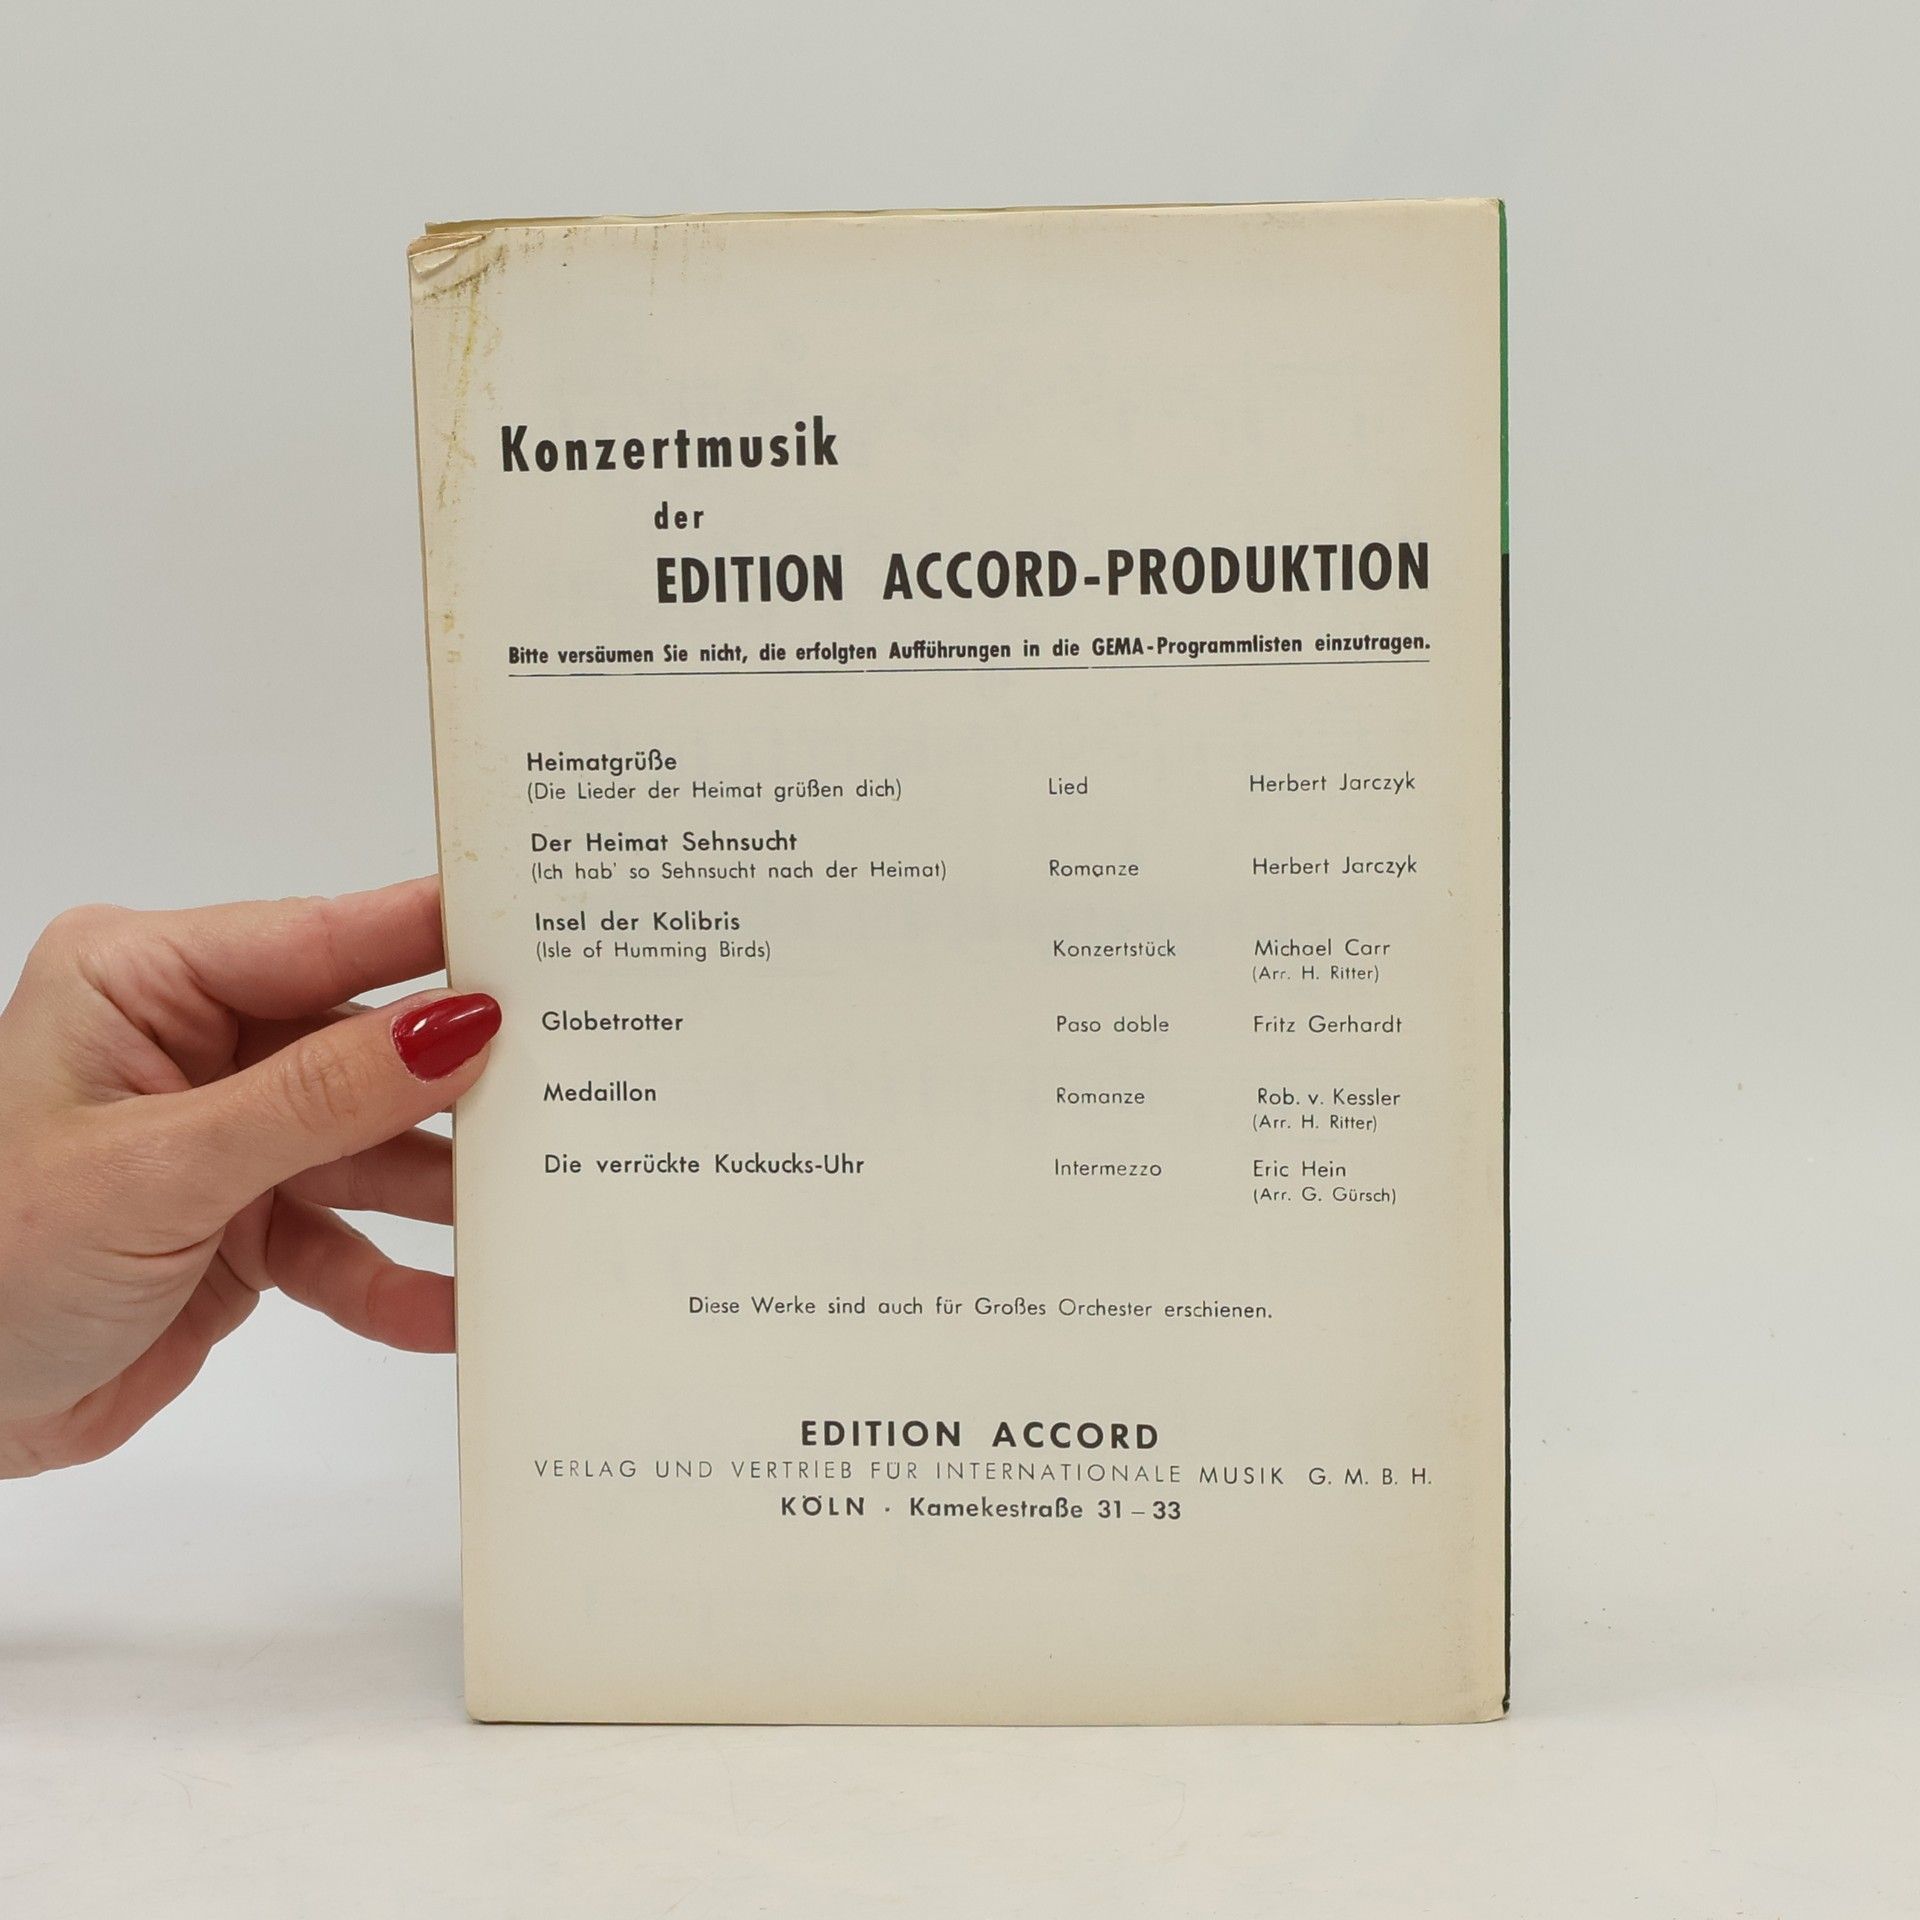 Konzertmusik
der
EDITION ACCORD-PRODUKTION
Bitte versäumen Sie nicht, die erfolgten Aufführungen in die GEMA-Programmlisten einzutragen.
Heimatgrüße
(Die Lieder der Heimat grüßen dich) Lied Herbert Jarczyk
Der Heimat Sehnsucht
(Ich hab' so Sehnsucht nach der Heimat) Romanze Herbert Jarczyk
Insel der Kolibris
(Isle of Humming Birds) Konzertstück Michael Carr
(Arr. H. Ritter)
Globetrotter Paso doble Fritz Gerhardt
Medaillon Romanze Rob. v. Kessler
(Arr. H. Ritter)
Die verrückte Kuckucks-Uhr Intermezzo Eric Hein
(Arr. G. Gürsch)
Diese Werke sind auch für Großes Orchester erschienen.
EDITION ACCORD
VERLAG UND VERTRIEB FÜR INTERNATIONALE MUSIK G. M. B. H.
KÖLN · Kamekestraße 31 – 33